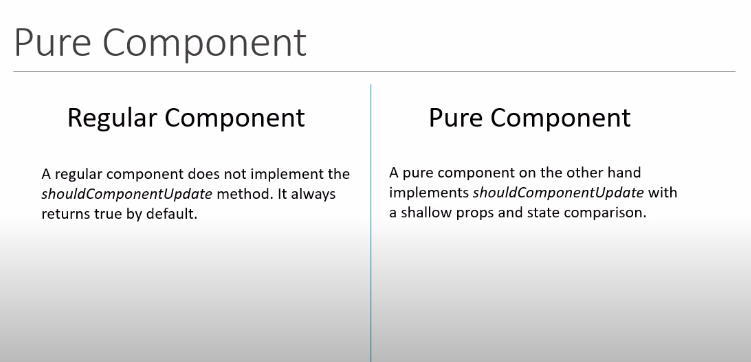 Pure Component
Regular Component
A regular component does not implement the
shouldComponentUpdate method. It always
returns true by default.
Pure Component
A pure component on the other hand
implements shouldComponentUpdate with
a shallow props and state comparison.